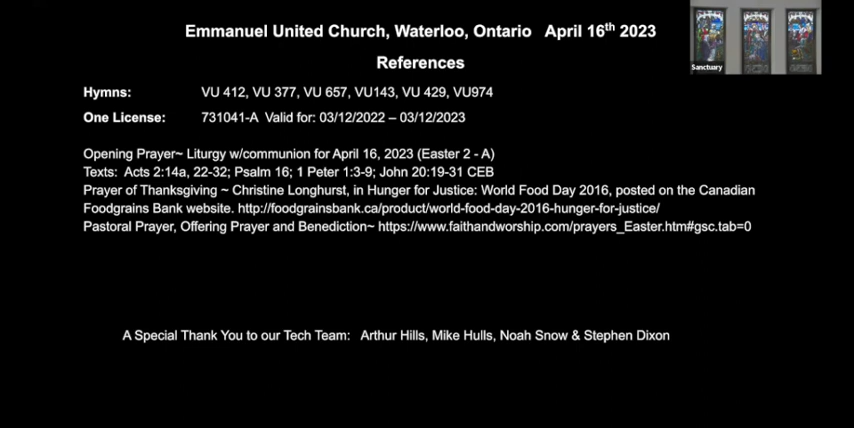 Emmanuel United Church, Waterloo, Ontario April 16th 2023
References
Sanctuary
Hymns: VU 412, VU 377, VU 657, VU143, VU 429, VU974
One License: 731041-A Valid for: 03/12/2022 – 03/12/2023
Opening Prayer~ Liturgy w/communion for April 16, 2023 (Easter 2 - A)
Texts: Acts 2:14a, 22-32; Psalm 16; 1 Peter 1:3-9; John 20:19-31 CEB
Prayer of Thanksgiving ~ Christine Longhurst, in Hunger for Justice: World Food Day 2016, posted on the Canadian
Foodgrains Bank website. http://foodgrainsbank.ca/product/world-food-day-2016-hunger-for-justice/
Pastoral Prayer, Offering Prayer and Benediction~ https://www.faithandworship.com/prayers_Easter.htm#gsc.tab=0
A Special Thank You to our Tech Team: Arthur Hills, Mike Hulls, Noah Snow & Stephen Dixon